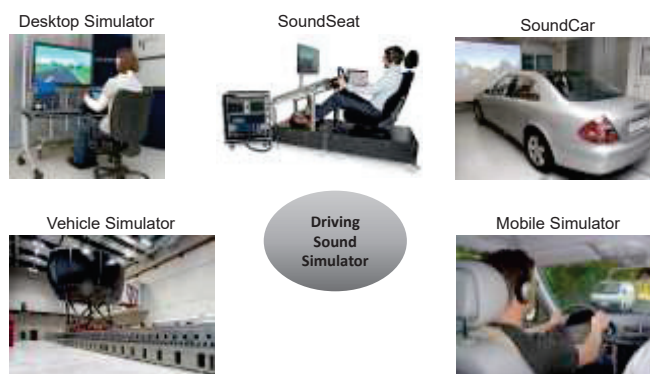 Desktop Simulator
SoundSeat
SoundCar
Vehicle Simulator
Driving
Sound
Simulator
Mobile Simulator